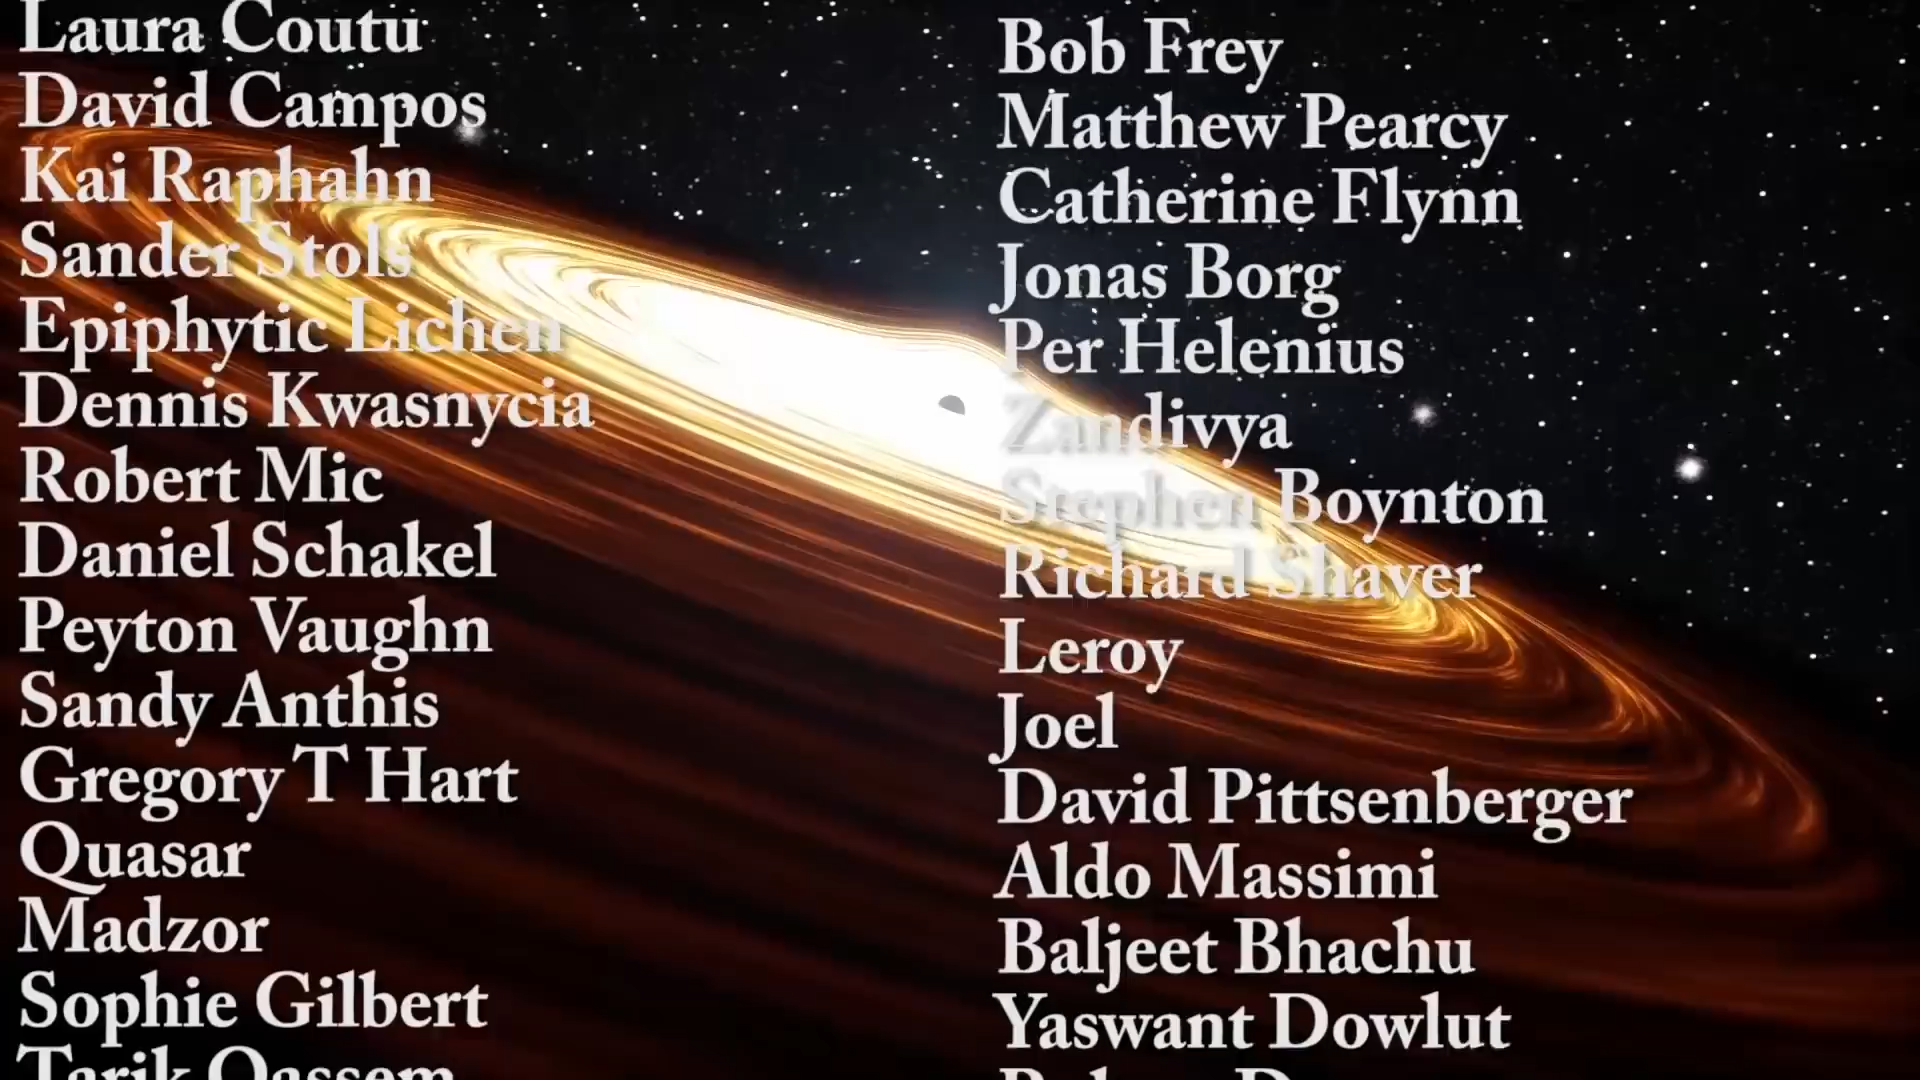 Laura Coutu
David Campos
Kai Raphahn
Sander Stols
Epiphytic Lichen
Dennis Kwasnycia
Robert Mic
Daniel Schakel
Peyton Vaughn
Sandy Anthis
Gregory T Hart
Quasar
Madzor
Sophie Gilbert
Tarik Qassem
Bob Frey
Matthew Pearcy
Catherine Flynn
Jonas Borg
Per Helenius
Zandivya
Stephen Boynton
Richard Shaver
Leroy
Joel
David Pittsenberger
Aldo Massimi
Baljeet Bhachu
Yaswant Dowlut